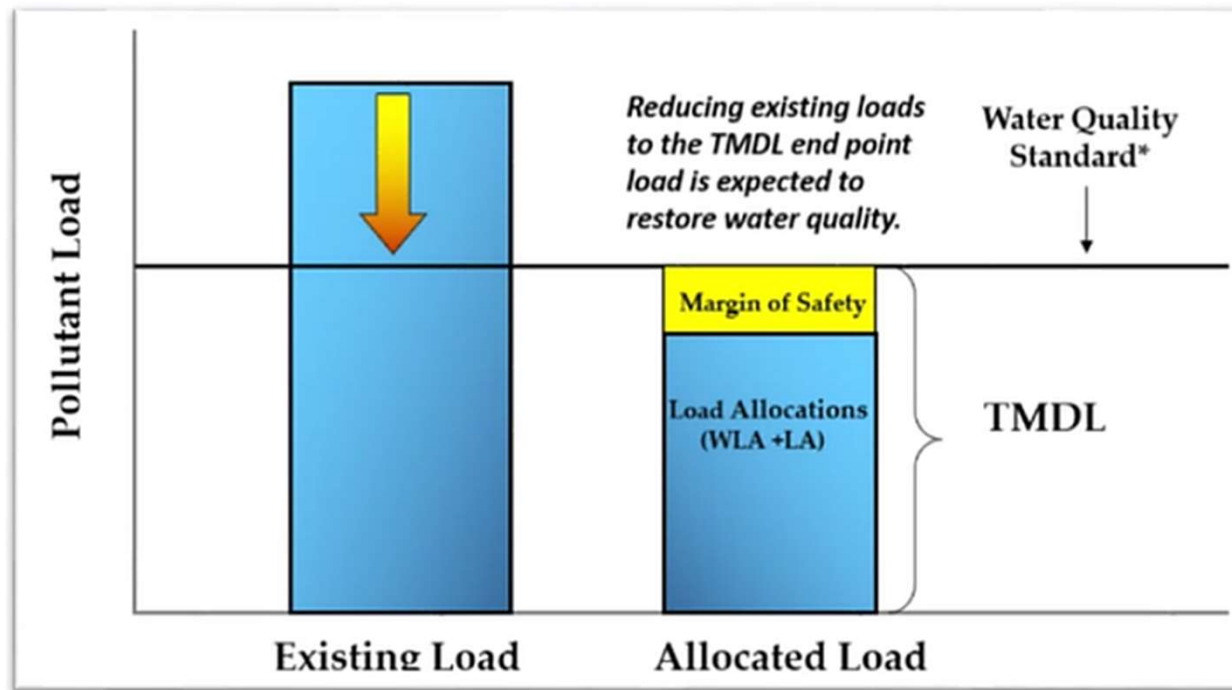 Pollutant Load
Reducing existing loads
to the TMDL end point
load is expected to
restore water quality.
Water Quality
Standard*
Margin of Safety
Load Allocations
(WLA +LA)
TMDL
Existing Load
Allocated Load